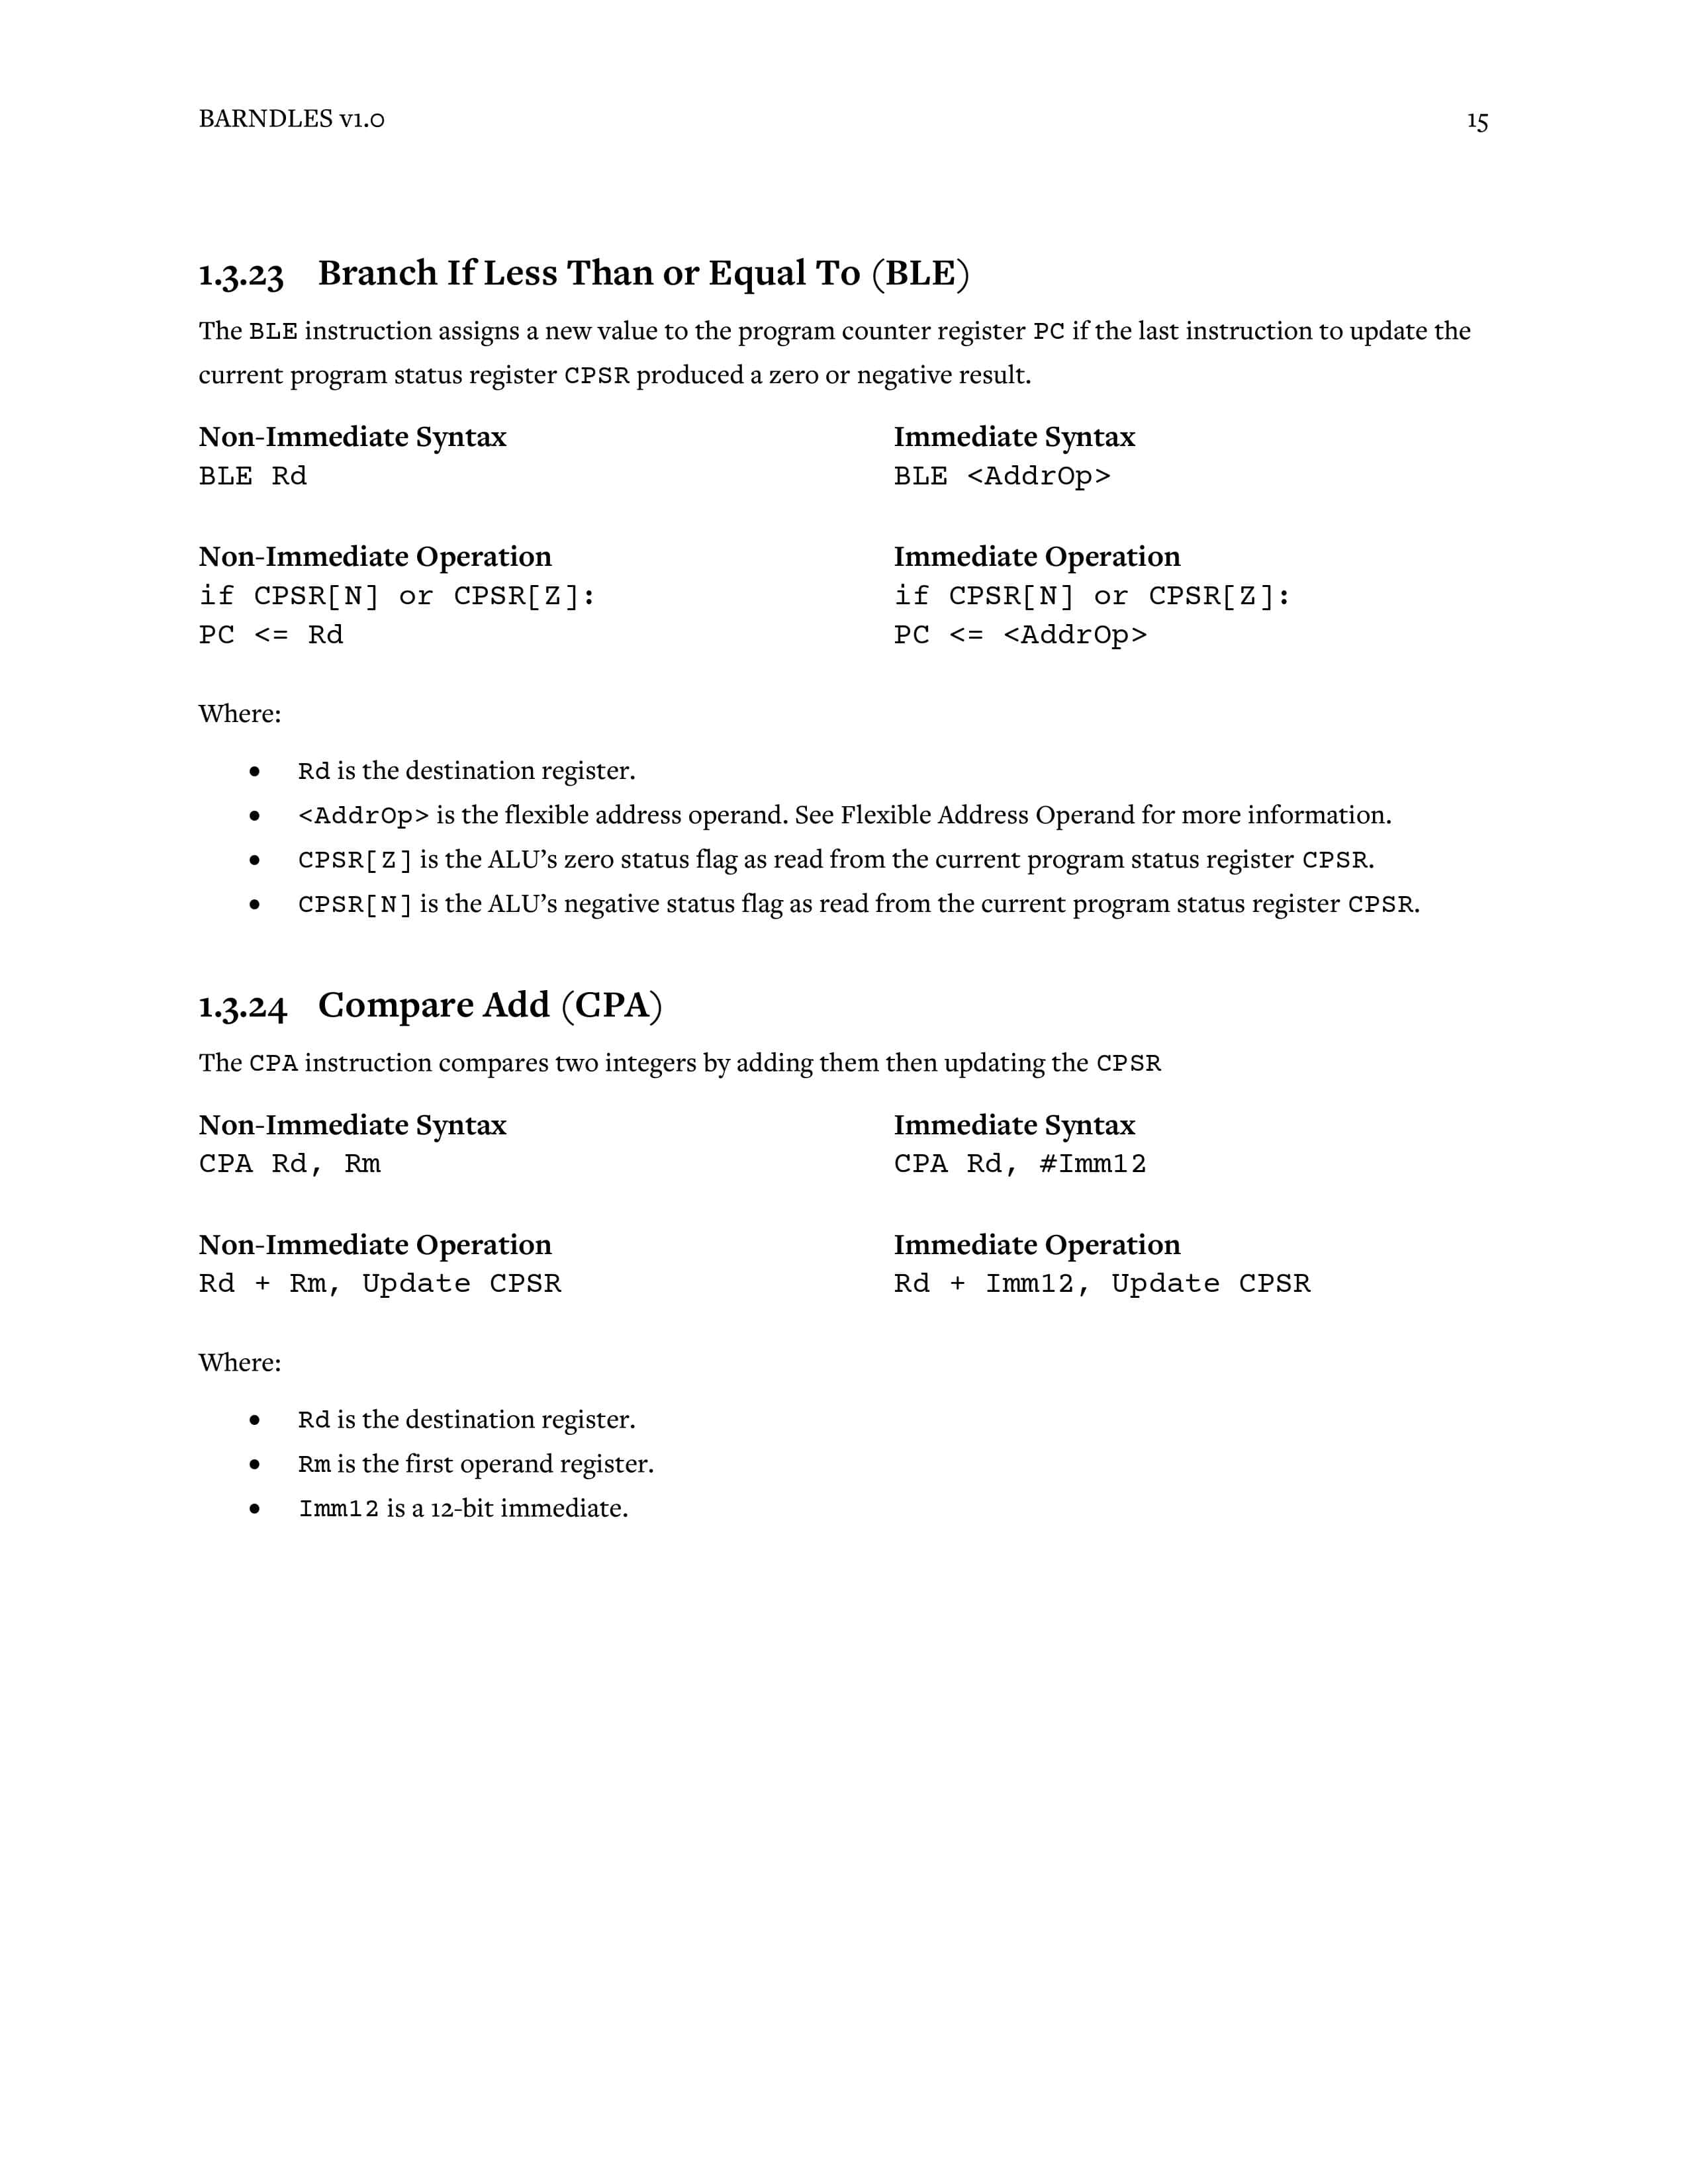 BARNDLES v1.0 15
1.3.23 Branch If Less Than or Equal To (BLE)
The BLE instruction assigns a new value to the program counter register PC if the last instruction to update the
current program status register CPSR produced a zero or negative result.
Non-Immediate Syntax
BLE Rd
Immediate Syntax
BLE <AddrOp>
Non-Immediate Operation
if CPSR[N] or CPSR[Z]:
PC <= Rd
Immediate Operation
if CPSR[N] or CPSR[Z]:
PC <= <AddrOp>
Where:
• Rd is the destination register.
• <AddrOp> is the flexible address operand. See Flexible Address Operand for more information.
• CPSR[Z] is the ALU’s zero status flag as read from the current program status register CPSR.
• CPSR[N] is the ALU’s negative status flag as read from the current program status register CPSR.
1.3.24 Compare Add (CPA)
The CPA instruction compares two integers by adding them then updating the CPSR
Non-Immediate Syntax
CPA Rd, Rm
Immediate Syntax
CPA Rd, #Imm12
Non-Immediate Operation
Rd + Rm, Update CPSR
Immediate Operation
Rd + Imm12, Update CPSR
Where:
• Rd is the destination register.
• Rm is the first operand register.
• Imm12 is a 12-bit immediate.